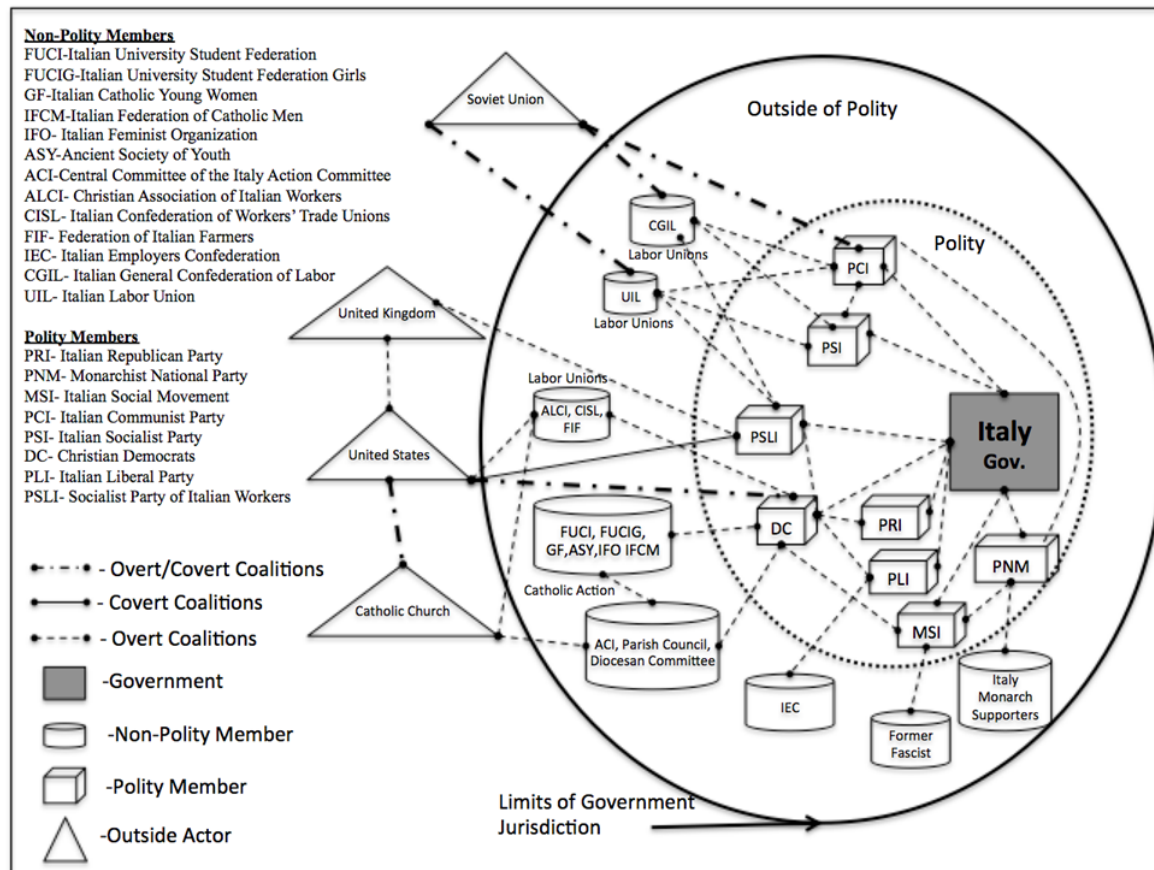 Non-Polity Members
FUCI-Italian University Student Federation
FUCIG-Italian University Student Federation Girls
GF-Italian Catholic Young Women
IFCM-Italian Federation of Catholic Men
IFO- Italian Feminist Organization
ASY-Ancient Society of Youth
ACI-Central Committee of the Italy Action Committee
ALCI- Christian Association of Italian Workers
CISL- Italian Confederation of Workers' Trade Unions
FIF- Federation of Italian Farmers
IEC- Italian Employers Confederation
CGIL- Italian General Confederation of Labor
UIL- Italian Labor Union
Polity Members
PRI- Italian Republican Party
PNM- Monarchist National Party
MSI- Italian Social Movement
PCI- Italian Communist Party
PSI- Italian Socialist Party
DC- Christian Democrats
PLI- Italian Liberal Party
PSLI- Socialist Party of Italian Workers
- Overt/Covert Coalitions
- Covert Coalitions
- Overt Coalitions
-Government
-Non-Polity Member
-Polity Member
-Outside Actor
Soviet Union
United Kingdom
United States
Catholic Church
Outside of Polity
Polity
CGIL
Labor Unions
UIL
Labor Unions
PCI
PSI
Labor Unions
ALCI, CISL,
FIF
PSLI
Italy
Gov.
FUCI, FUCIG,
GF,ASY,IFO IFCM
Catholic Action
DC
PRI
PLI
PNM
MSI
ACI, Parish Council,
Diocesan Committee
IEC
Former
Fascist
Italy
Monarch
Supporters
Limits of Government
Jurisdiction